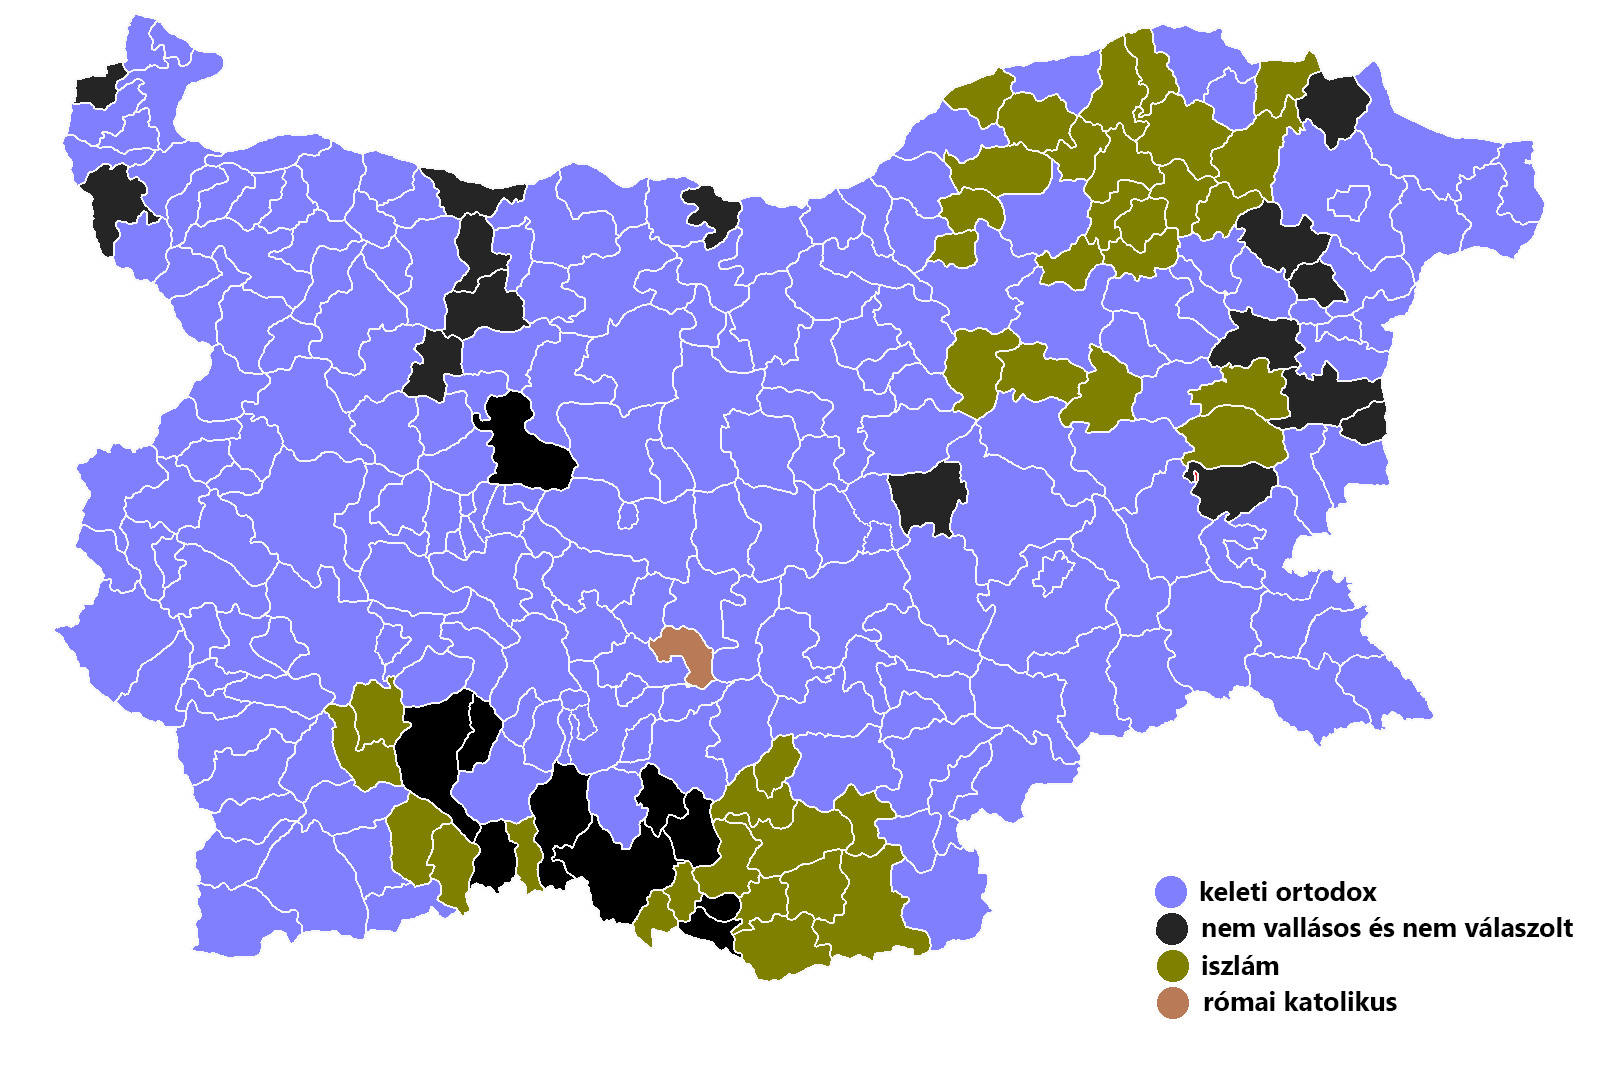 keleti ortodox
nem vallásos és nem válaszolt
iszlám
római katolikus